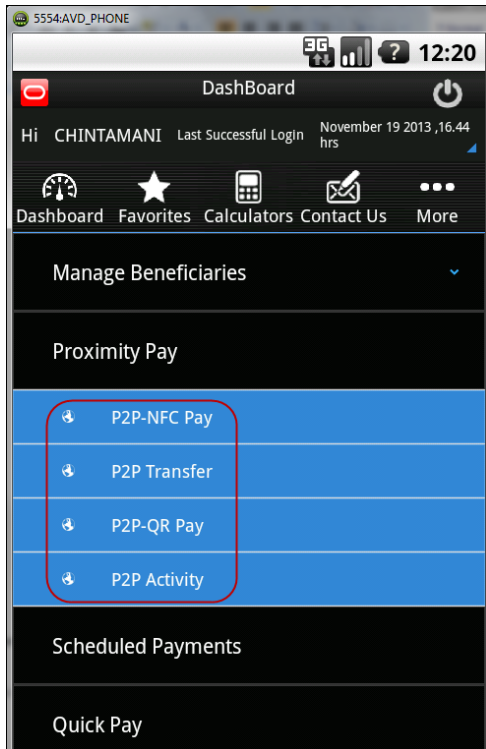 5554:AVD_PHONE
3G 12:20
DashBoard
Hi CHINTAMANI Last Successful Login November 19 2013 ,16.44
hrs
Dashboard Favorites Calculators Contact Us More
Manage Beneficiaries
Proximity Pay
P2P-NFC Pay
P2P Transfer
P2P-QR Pay
P2P Activity
Scheduled Payments
Quick Pay